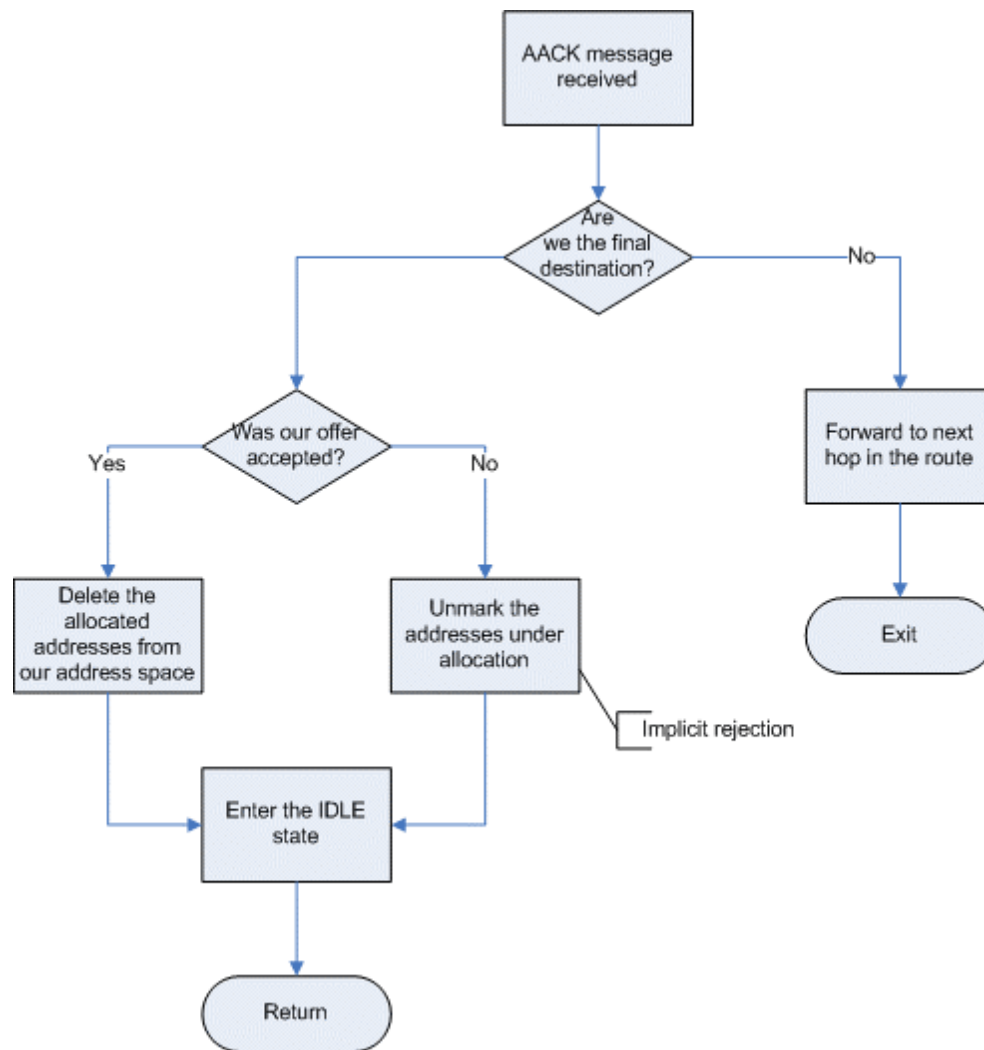 AACK message
received
Are
we the final
destination?
No
Was our offer
accepted?
Yes
No
Forward to next
hop in the route
Delete the
allocated
addresses from
our address space
Unmark the
addresses under
allocation
Exit
Implicit rejection
Enter the IDLE
state
Return